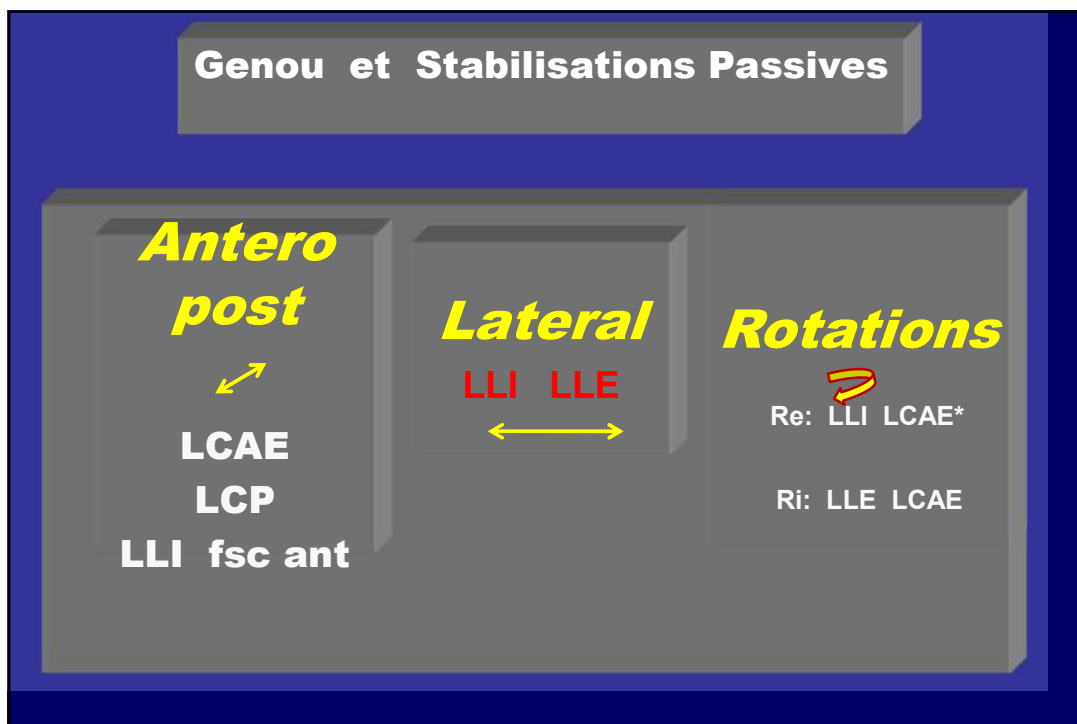 Genou et Stabilisations Passives
Antero
post
LCAE
LCP
LLI fsc ant
Lateral
LLI LLE
Rotations
Re: LLI LCAE*
Ri: LLE LCAE